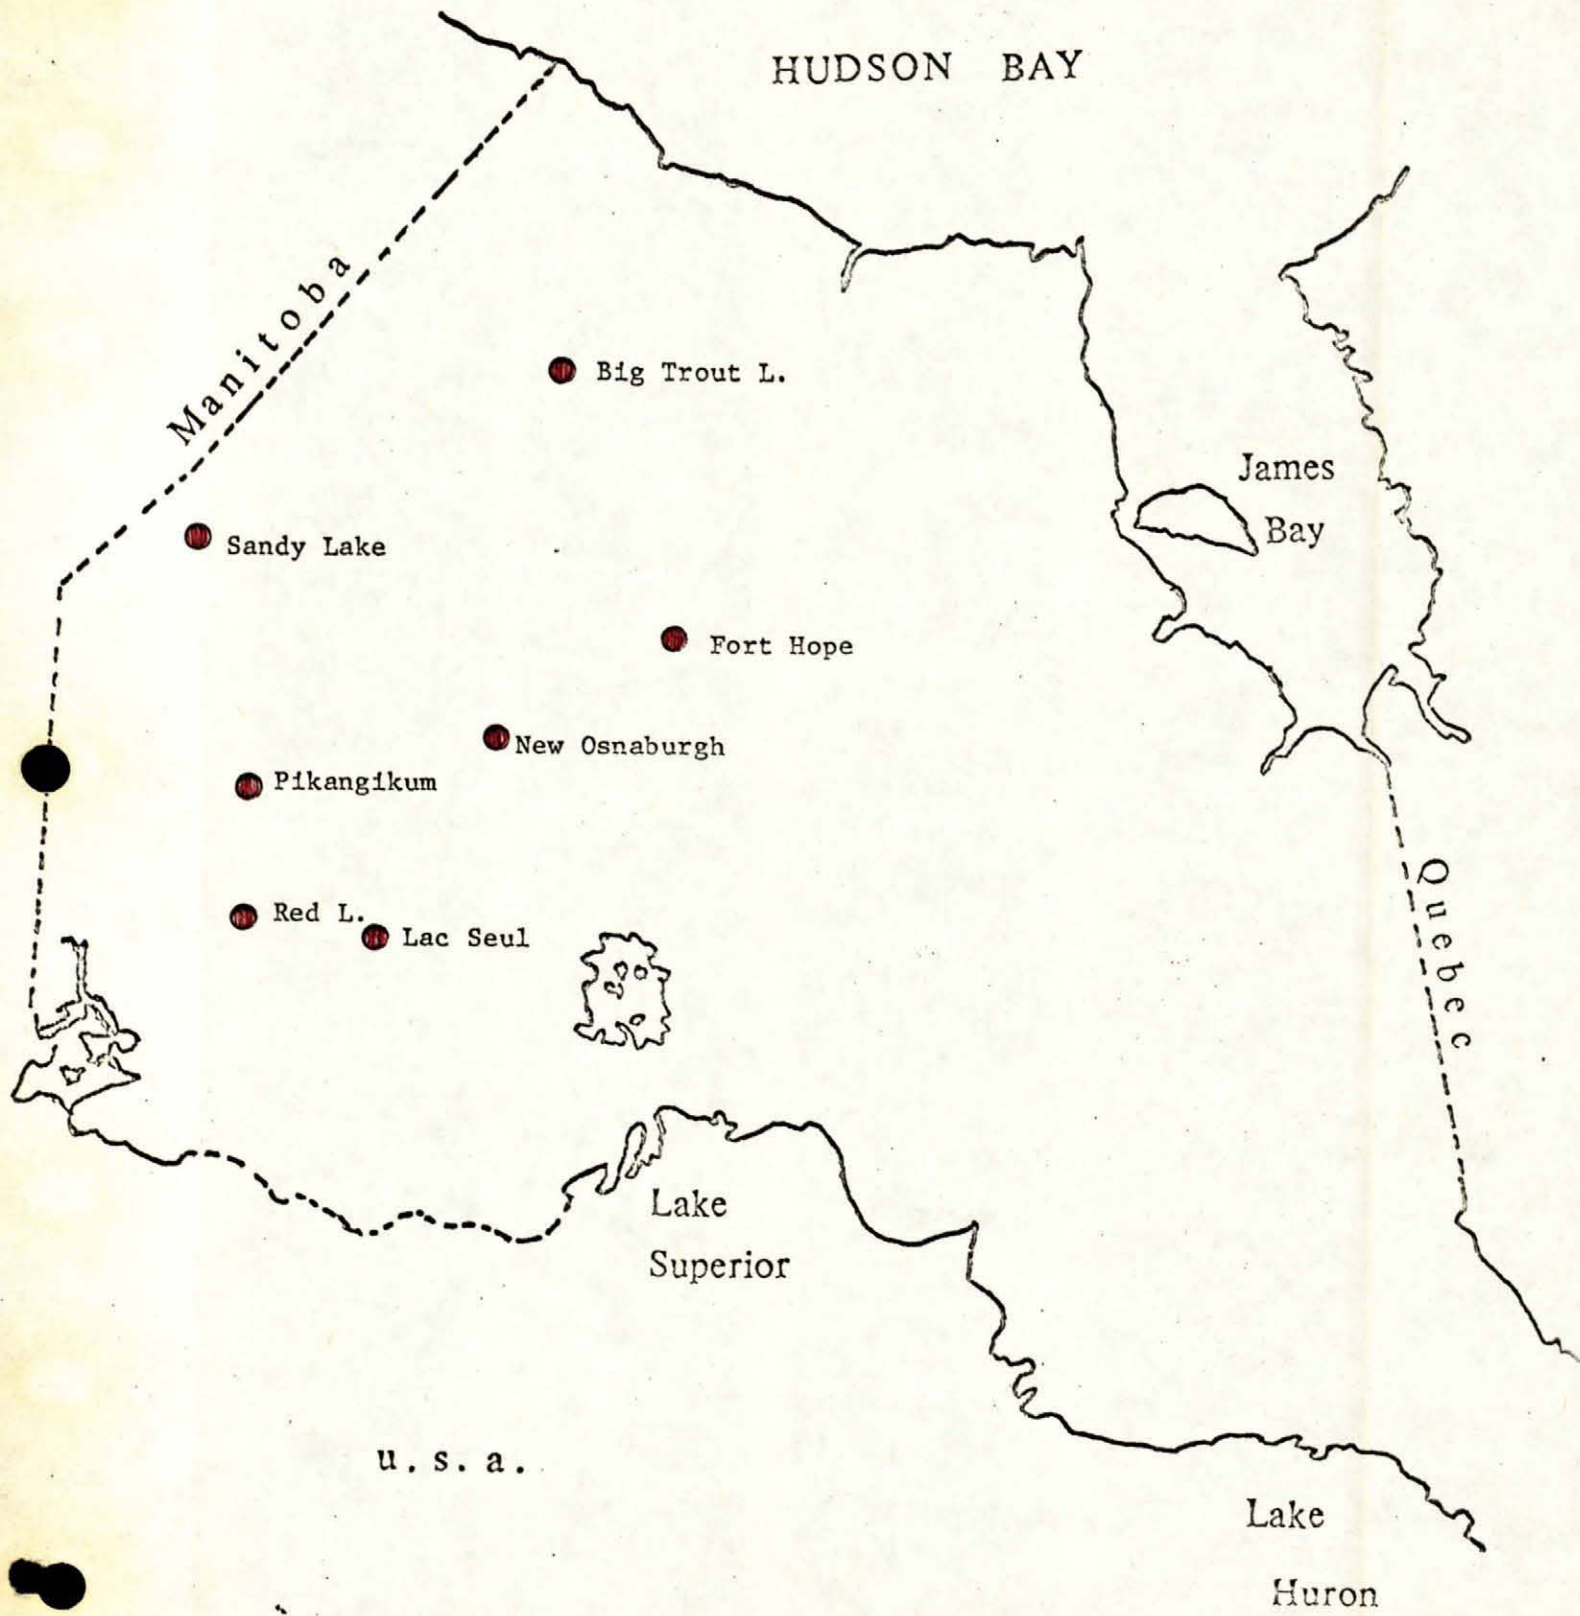 HUDSON BAY
Manitoba
Big Trout L.
James
Bay
Sandy Lake
Fort Hope
New Osnaburgh
Pikangikum
Quebec
Red L.
Lac Seul
Lake
Superior
u.s.a.
Lake
Huron